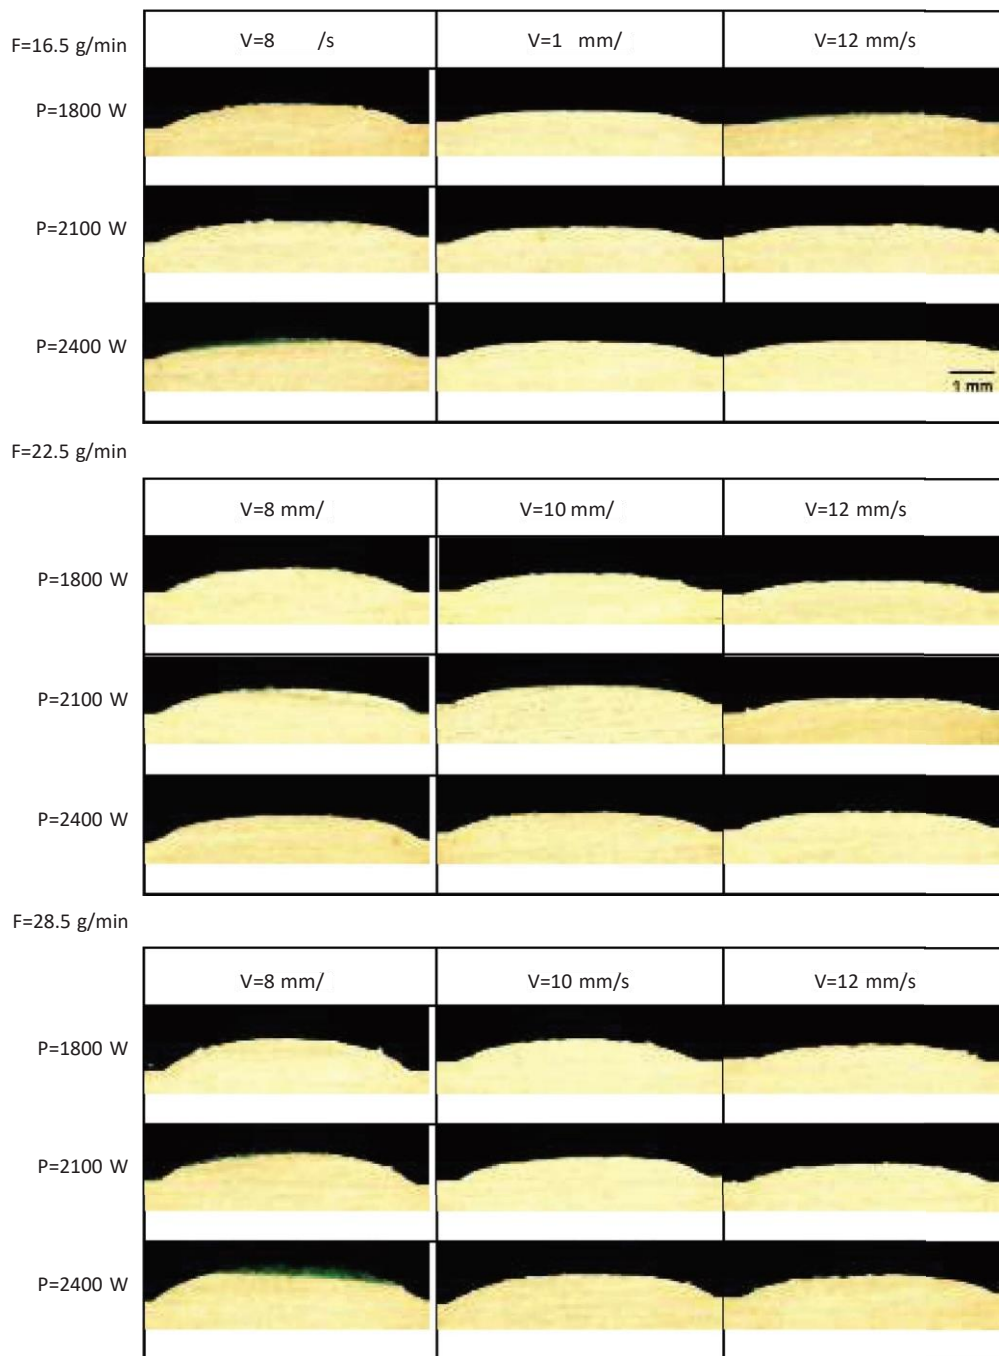 F=16.5 g/min
V=8 /s V=1 mm/ V=12 mm/s
P=1800 W
P=2100 W
P=2400 W
1 mm
F=22.5 g/min
V=8 mm/ V=10 mm/ V=12 mm/s
P=1800 W
P=2100 W
P=2400 W
F=28.5 g/min
V=8 mm/ V=10 mm/s V=12 mm/s
P=1800 W
P=2100 W
P=2400 W